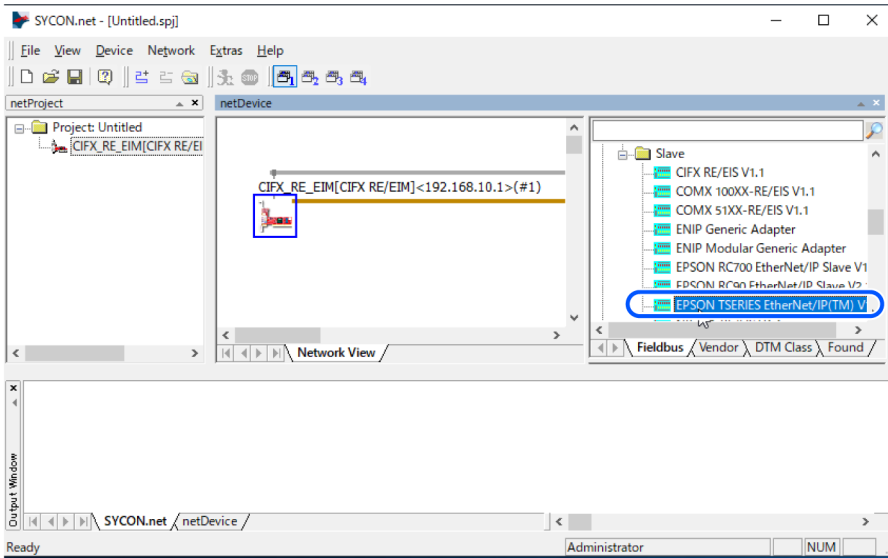 SYCON.net - [Untitled.spj]
File View Device Network Extras Help
1 2 3 4
netProject
netDevice
Project: Untitled
CIFX_RE_EIM[CIFX RE/EI
CIFX_RE_EIM[CIFX RE/EIM]<192.168.10.1>(#1)
Network View
Slave
CIFX RE/EIS V1.1
COMX 100XX-RE/EIS V1.1
COMX 51XX-RE/EIS V1.1
ENIP Generic Adapter
ENIP Modular Generic Adapter
EPSON RC700 EtherNet/IP Slave V1
EPSON RC90 EtherNet/IP Slave V2
EPSON TSERIES EtherNet/IP(TM) V
Fieldbus Vendor DTM Class Found
Output Window
SYCON.net netDevice
Ready
Administrator
NUM